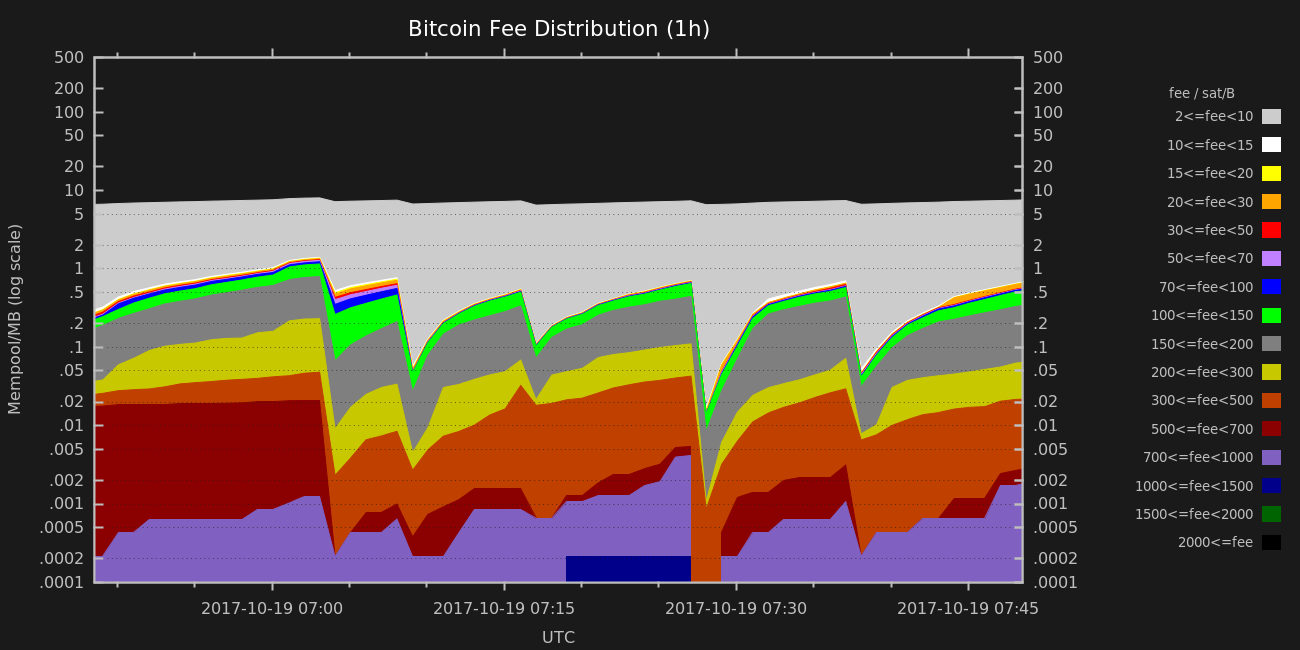 Bitcoin Fee Distribution (1h)
Mempool/MB (log scale)
500
200
100
50
20
10
5
2
1
.5
.2
.1
.05
.02
.01
.005
.002
.001
.0005
.0002
.0001
500
200
100
50
20
10
5
2
1
.5
.2
.1
.05
.02
.01
.005
.002
.001
.0005
.0002
.0001
2017-10-19 07:00
2017-10-19 07:15
2017-10-19 07:30
2017-10-19 07:45
UTC
fee / sat/B
2<=fee<10
10<=fee<15
15<=fee<20
20<=fee<30
30<=fee<50
50<=fee<70
70<=fee<100
100<=fee<150
150<=fee<200
200<=fee<300
300<=fee<500
500<=fee<700
700<=fee<1000
1000<=fee<1500
1500<=fee<2000
2000<=fee